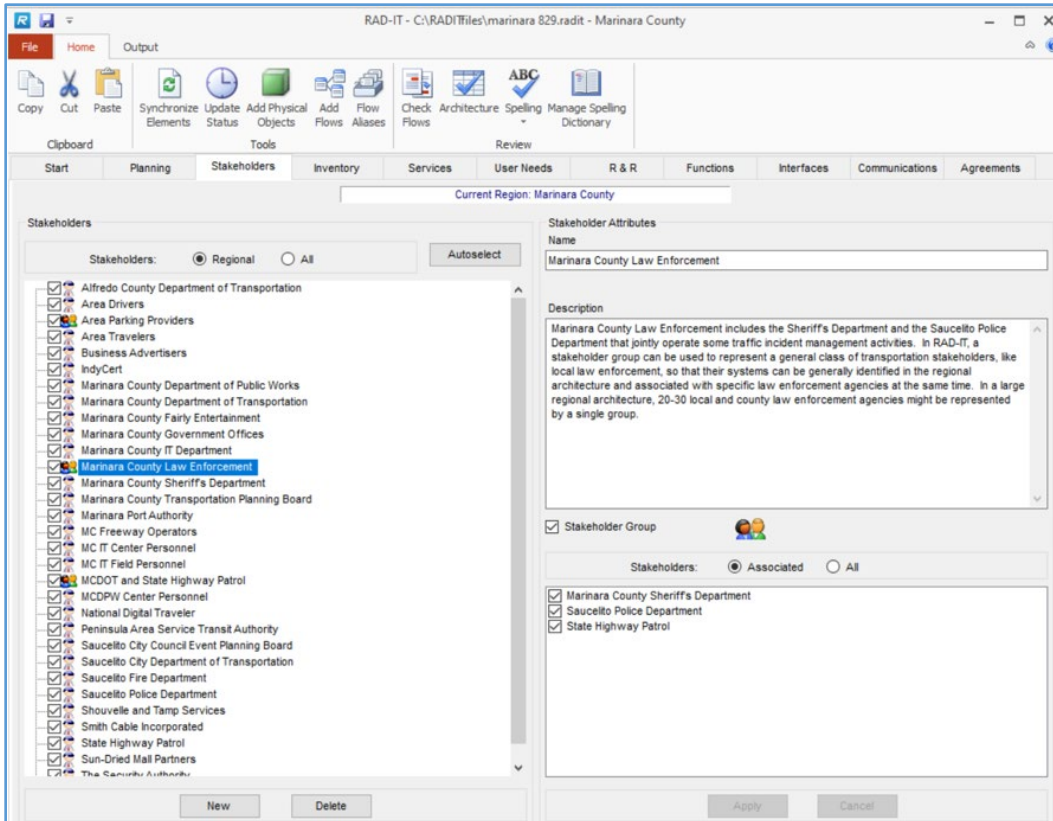 RAD-IT - C:\RADITfiles\marinara 829.radit - Marinara County
File Home Output
Copy Cut Paste
Synchronize Elements
Update Status
Add Physical Objects
Add Flows
Flow Aliases
Check Flows
Architecture
ABC
Spelling
Manage Spelling Dictionary
Clipboard Tools Review
Start Planning Stakeholders Inventory Services User Needs R & R Functions Interfaces Communications Agreements
Current Region: Marinara County
Stakeholders
Stakeholders: Regional All
Autoselect
Alfredo County Department of Transportation
Area Drivers
Area Parking Providers
Area Travelers
Business Advertisers
IndyCert
Marinara County Department of Public Works
Marinara County Department of Transportation
Marinara County Fairly Entertainment
Marinara County Government Offices
Marinara County IT Department
Marinara County Law Enforcement
Marinara County Sheriff's Department
Marinara County Transportation Planning Board
Marinara Port Authority
MC Freeway Operators
MC IT Center Personnel
MC IT Field Personnel
MCDOT and State Highway Patrol
MCDPW Center Personnel
National Digital Traveler
Peninsula Area Service Transit Authority
Saucelito City Council Event Planning Board
Saucelito City Department of Transportation
Saucelito Fire Department
Saucelito Police Department
Shouvelle and Tamp Services
Smith Cable Incorporated
State Highway Patrol
Sun-Dried Mall Partners
The Security Authority
New Delete
Stakeholder Attributes
Name
Marinara County Law Enforcement
Description
Marinara County Law Enforcement includes the Sheriff's Department and the Saucelito Police
Department that jointly operate some traffic incident management activities. In RAD-IT, a
stakeholder group can be used to represent a general class of transportation stakeholders, like
local law enforcement, so that their systems can be generally identified in the regional
architecture and associated with specific law enforcement agencies at the same time. In a large
regional architecture, 20-30 local and county law enforcement agencies might be represented
by a single group.
Stakeholder Group
Stakeholders: Associated All
Marinara County Sheriff's Department
Saucelito Police Department
State Highway Patrol
Apply Cancel